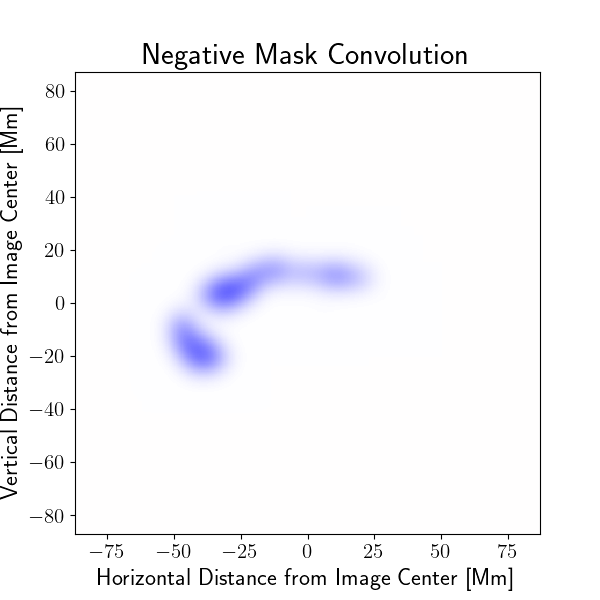 Negative Mask Convolution
Vertical Distance from Image Center [Mm]
80
60
40
20
0
−20
−40
−60
−80
−75 −50 −25 0 25 50 75
Horizontal Distance from Image Center [Mm]